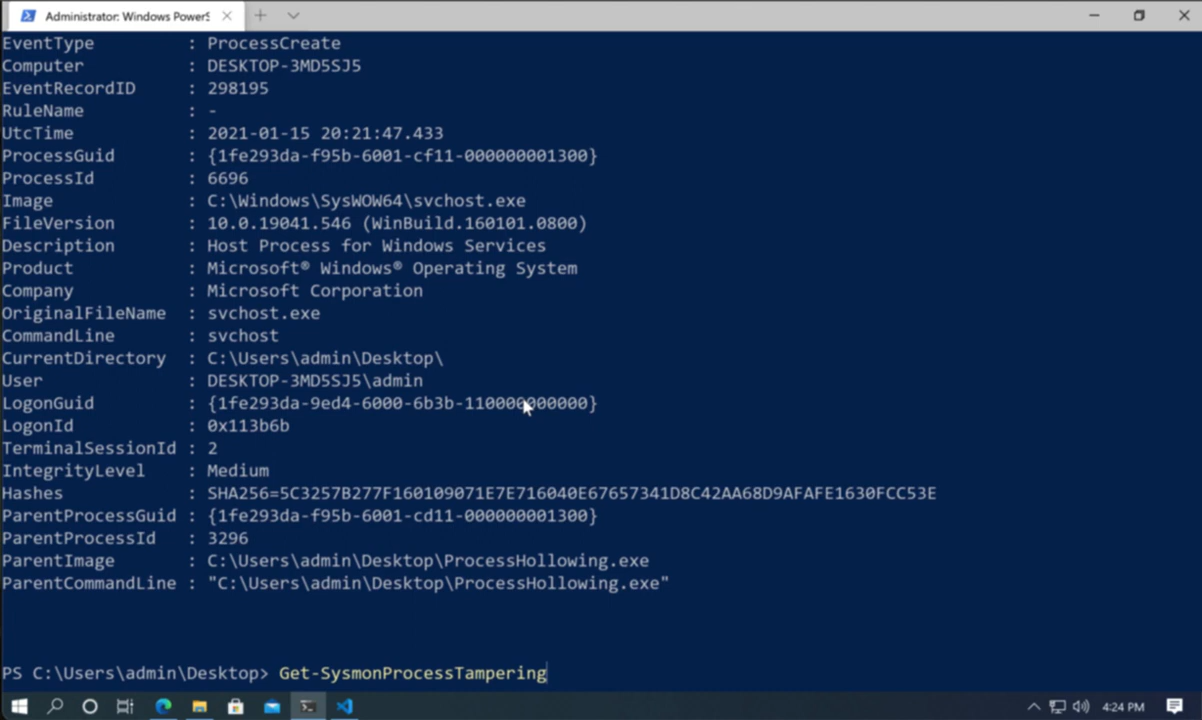 Administrator: Windows PowerS
EventType : ProcessCreate
Computer : DESKTOP-3MD5SJ5
EventRecordID : 298195
RuleName : -
UtcTime : 2021-01-15 20:21:47.433
ProcessGuid : {1fe293da-f95b-6001-cf11-000000001300}
ProcessId : 6696
Image : C:\Windows\SysWOW64\svchost.exe
FileVersion : 10.0.19041.546 (WinBuild.160101.0800)
Description : Host Process for Windows Services
Product : Microsoft® Windows® Operating System
Company : Microsoft Corporation
OriginalFileName : svchost.exe
CommandLine : svchost
CurrentDirectory : C:\Users\admin\Desktop\
User : DESKTOP-3MD5SJ5\admin
LogonGuid : {1fe293da-9ed4-6000-6b3b-110000000000}
LogonId : 0x113b6b
TerminalSessionId : 2
IntegrityLevel : Medium
Hashes : SHA256=5C3257B277F160109071E7E716040E67657341D8C42AA68D9AFAFE1630FCC53E
ParentProcessGuid : {1fe293da-f95b-6001-cd11-000000001300}
ParentProcessId : 3296
ParentImage : C:\Users\admin\Desktop\ProcessHollowing.exe
ParentCommandLine : "C:\Users\admin\Desktop\ProcessHollowing.exe"
PS C:\Users\admin\Desktop> Get-SysmonProcessTampering
4:24 PM